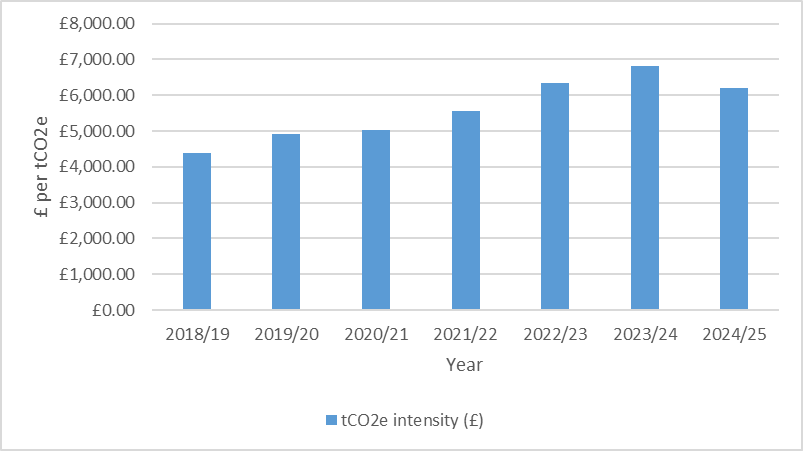 £8,000.00
£7,000.00
£6,000.00
£5,000.00
£4,000.00
£3,000.00
£2,000.00
£1,000.00
£0.00
£ per tCO2e
2018/19 2019/20 2020/21 2021/22 2022/23 2023/24 2024/25
Year
tCO2e intensity (£)